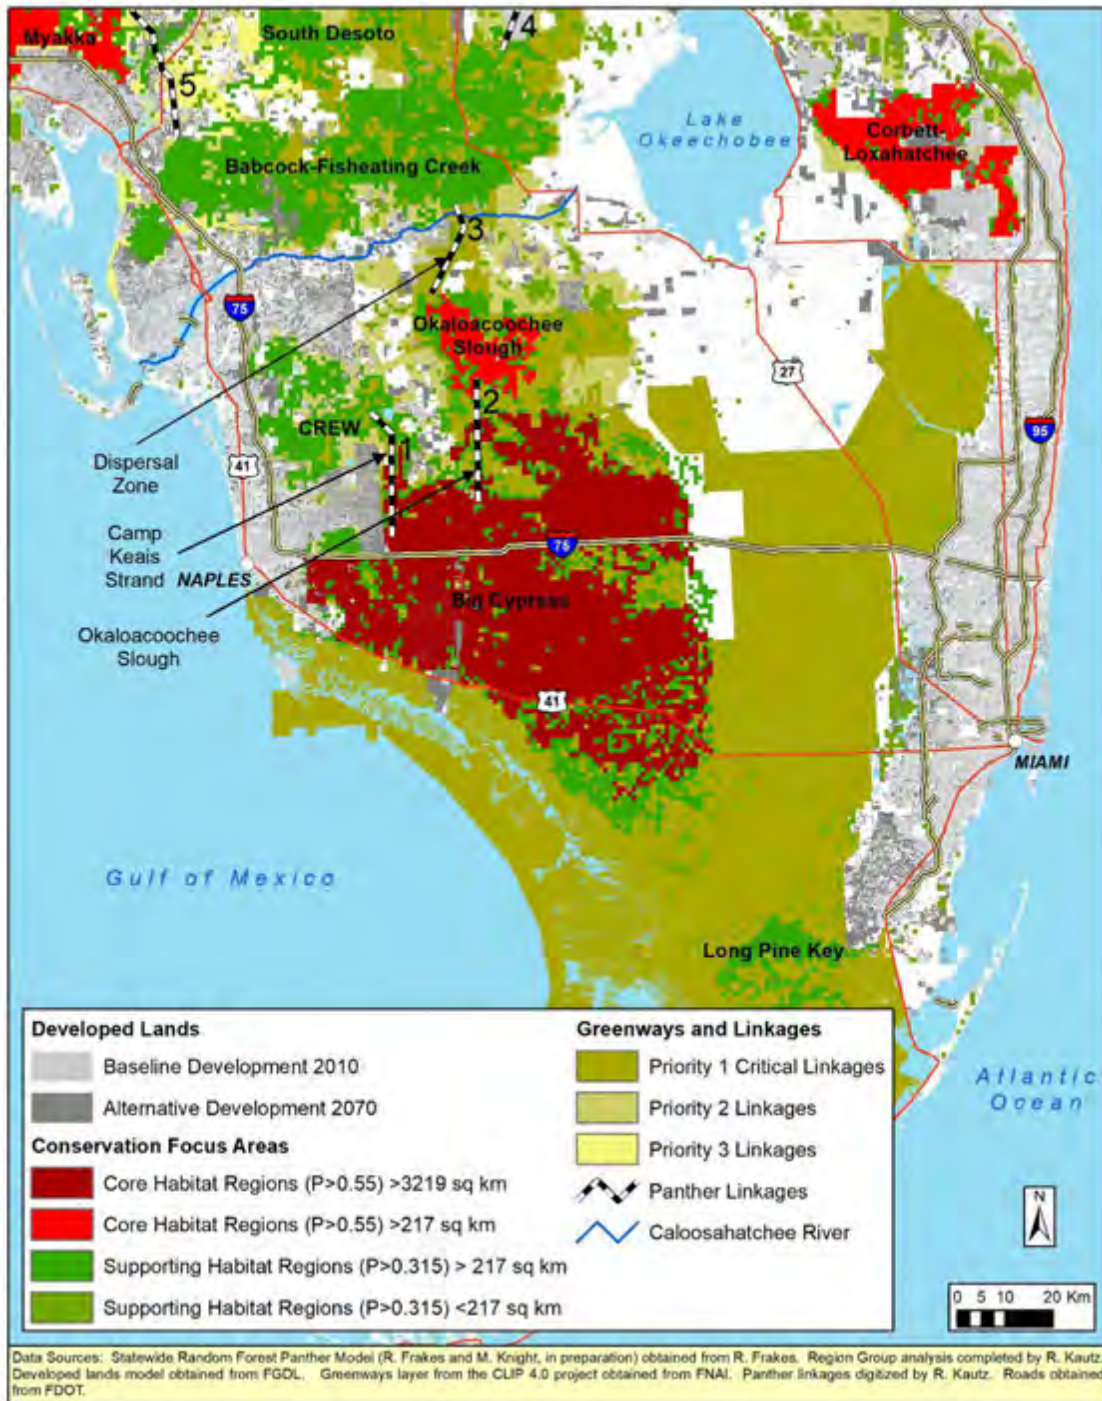 Myakka
South Desoto
4
5
Lake
Okeechobee
Corbett-
Loxahatchee
Babcock-Fisheating Creek
3
75
Okaloacoochee
Slough
27
2
CREW
1
95
41
Dispersal
Zone
Camp
Keais
Strand
75
NAPLES
Big Cypress
Okaloacoochee
Slough
41
MIAMI
Gulf of Mexico
Long Pine Key
Atlantic
Ocean
Developed Lands
Baseline Development 2010
Alternative Development 2070
Conservation Focus Areas
Core Habitat Regions (P>0.55) >3219 sq km
Core Habitat Regions (P>0.55) >217 sq km
Supporting Habitat Regions (P>0.315) > 217 sq km
Supporting Habitat Regions (P>0.315) <217 sq km
Greenways and Linkages
Priority 1 Critical Linkages
Priority 2 Linkages
Priority 3 Linkages
Panther Linkages
Caloosahatchee River
N
0 5 10 20 Km
Data Sources: Statewide Random Forest Panther Model (R. Frakes and M. Knight, in preparation) obtained from R. Frakes. Region Group analysis completed by R. Kautz.
Developed lands model obtained from FGDL. Greenways layer from the CLIP 4.0 project obtained from FNAI. Panther linkages digitized by R. Kautz. Roads obtained
from FDOT.